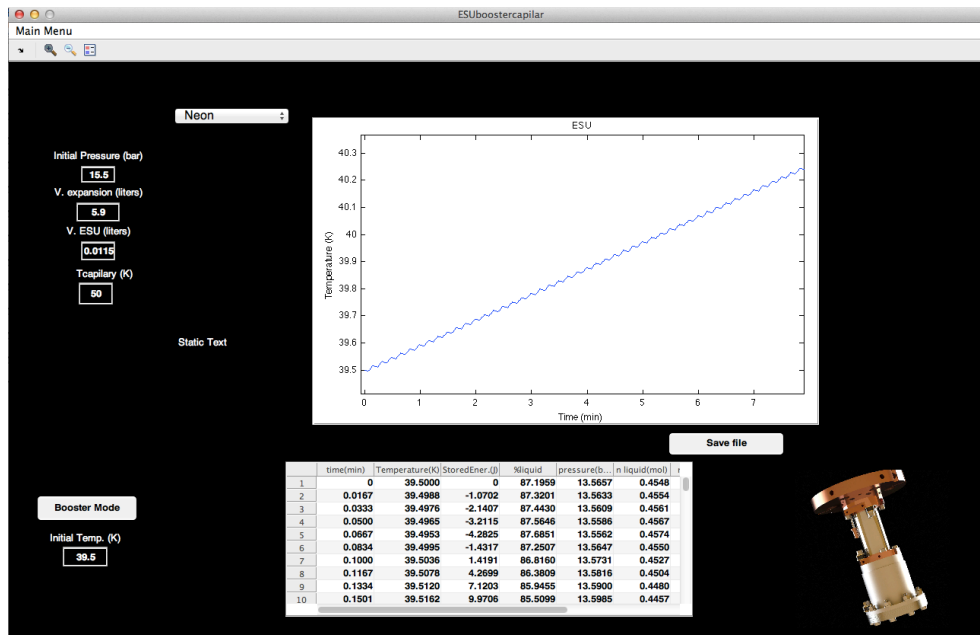 ESUboostercapilar
Main Menu
Neon
Initial Pressure (bar)
15.5
V. expansion (liters)
5.9
V. ESU (liters)
0.0115
Tcapilary (K)
50
Static Text
ESU
Temperature (K)
40.3
40.2
40.1
40
39.9
39.8
39.7
39.6
39.5
0 1 2 3 4 5 6 7
Time (min)
Save file
time(min) Temperature(K) StoredEner.(J) %liquid pressure(b... n liquid(mol)
1 0 39.5000 0 87.1959 13.5657 0.4548
2 0.0167 39.4988 -1.0702 87.3201 13.5633 0.4554
3 0.0333 39.4976 -2.1407 87.4430 13.5609 0.4561
4 0.0500 39.4965 -3.2115 87.5646 13.5586 0.4567
5 0.0667 39.4953 -4.2825 87.6851 13.5562 0.4574
6 0.0834 39.4995 -1.4317 87.2507 13.5647 0.4550
7 0.1000 39.5036 1.4191 86.8160 13.5731 0.4527
8 0.1167 39.5078 4.2699 86.3809 13.5816 0.4504
9 0.1334 39.5120 7.1203 85.9455 13.5900 0.4480
10 0.1501 39.5162 9.9706 85.5099 13.5985 0.4457
Booster Mode
Initial Temp. (K)
39.5